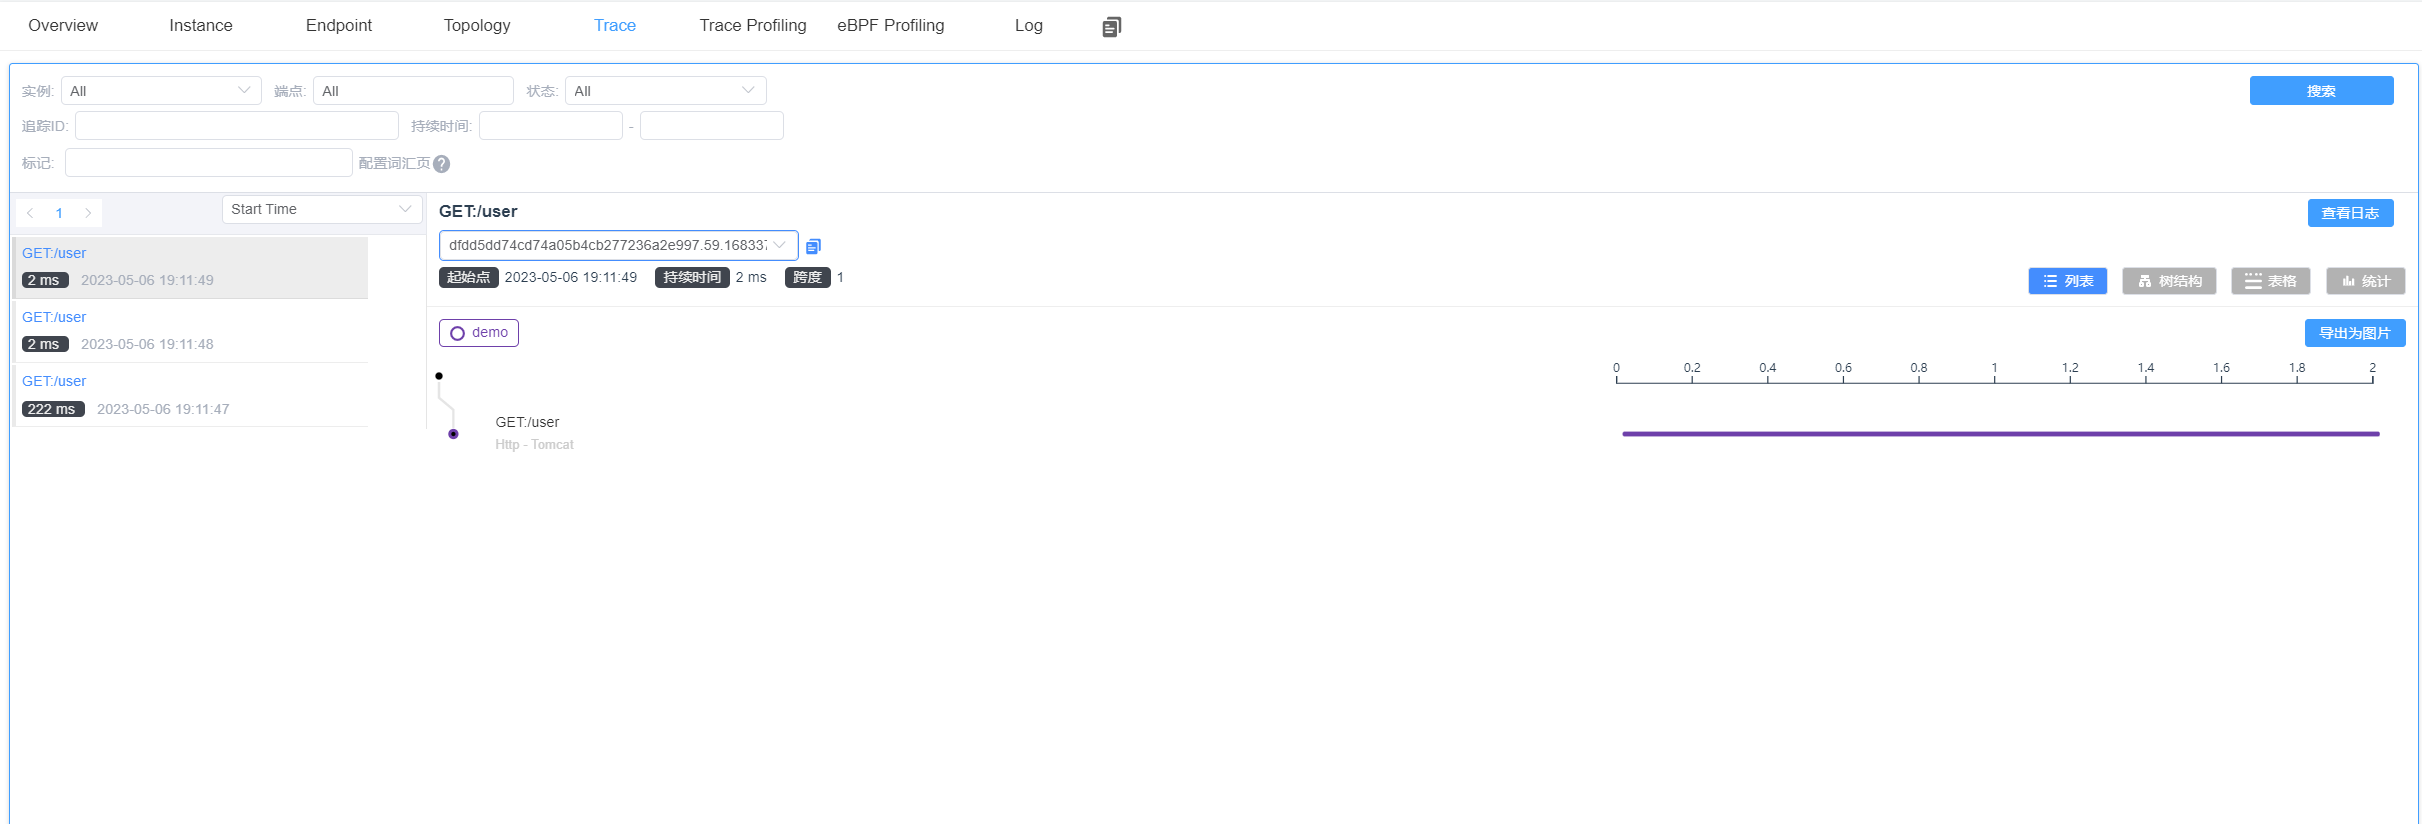 Overview Instance Endpoint Topology Trace Trace Profiling eBPF Profiling Log
实例: All 端点: All 状态: All 搜索
追踪ID: 持续时间: -
标记: 配置词汇页 ?
1 Start Time
GET:/user
2 ms 2023-05-06 19:11:49
GET:/user
2 ms 2023-05-06 19:11:48
GET:/user
222 ms 2023-05-06 19:11:47
GET:/user 查看日志
dfdd5dd74cd74a05b4cb277236a2e997.59.168337
起始点 2023-05-06 19:11:49 持续时间 2 ms 跨度 1
列表 树结构 表格 统计
demo 导出为图片
0 0.2 0.4 0.6 0.8 1 1.2 1.4 1.6 1.8 2
GET:/user
Http - Tomcat